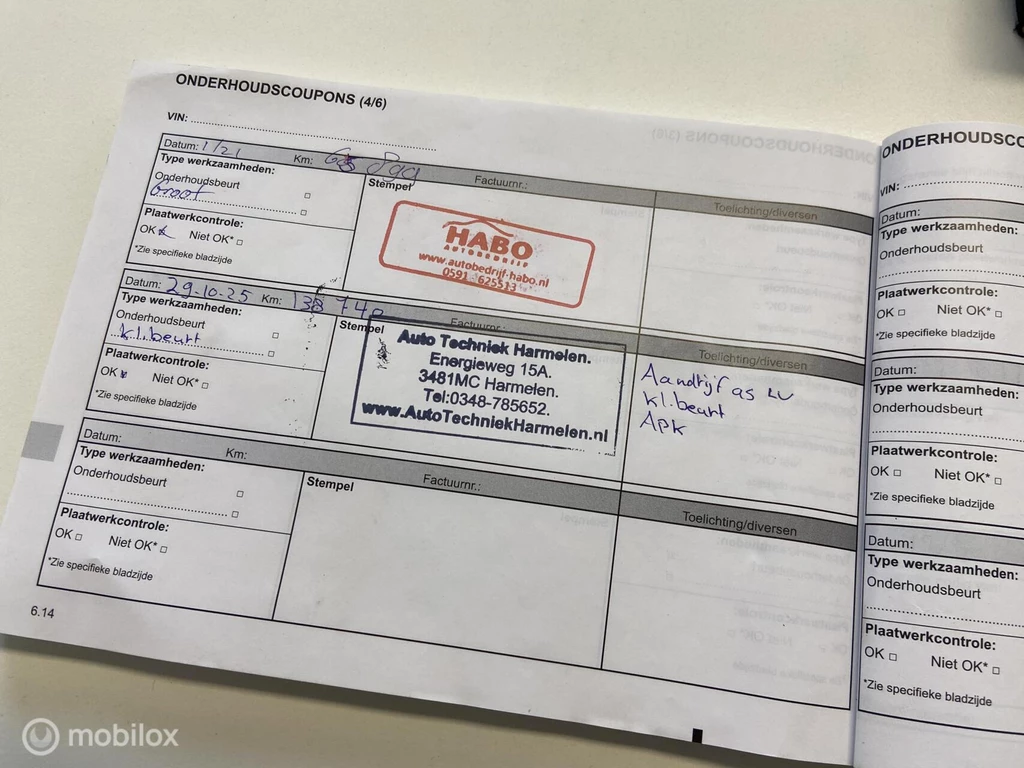 ONDERHOUDSCOUPONS (4/6)
VIN:
Datum: 1/21 Km:
Type werkzaamheden:
Onderhoudsbeurt
Groot
Plaatwerkcontrole:
OK Niet OK*
*Zie specifieke bladzijde
Stempel Factuurnr.:
HABO
AUTOBEDRIJF
www.autobedrijf-habo.nl
0591 625513
Toelichting/diversen
Datum: 29-10-25 Km: 138 740
Type werkzaamheden:
Onderhoudsbeurt
kl.beurt
Plaatwerkcontrole:
OK Niet OK*
*Zie specifieke bladzijde
Stempel Factuurnr.:
Auto Techniek Harmelen.
Energieweg 15A.
3481MC Harmelen.
Tel:0348-785652.
www.AutoTechniekHarmelen.nl
Toelichting/diversen
Aandrijf as LV
kl.beurt
Apk
Datum: Km:
Type werkzaamheden:
Onderhoudsbeurt
Plaatwerkcontrole:
OK Niet OK*
*Zie specifieke bladzijde
Stempel Factuurnr.:
Toelichting/diversen
6.14
ONDERHOUDSCO
VIN:
Datum:
Type werkzaamheden:
Onderhoudsbeurt
Plaatwerkcontrole:
OK Niet OK*
*Zie specifieke bladzijde
Datum:
Type werkzaamheden:
Onderhoudsbeurt
Plaatwerkcontrole:
OK Niet OK*
*Zie specifieke bladzijde
Datum:
Type werkzaamheden:
Onderhoudsbeurt
Plaatwerkcontrole:
OK Niet OK*
*Zie specifieke bladzijde
mobilox